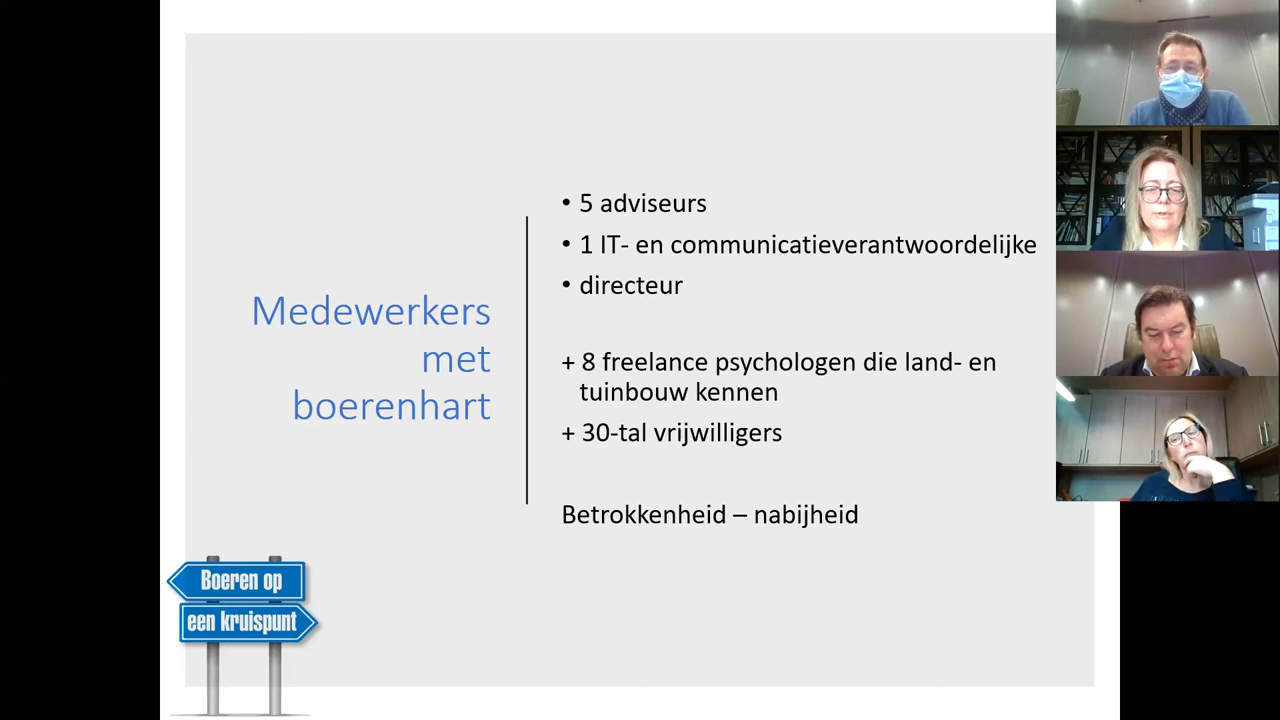 Medewerkers
met
boerenhart
• 5 adviseurs
• 1 IT- en communicatieverantwoordelijke
• directeur
+ 8 freelance psychologen die land- en
tuinbouw kennen
+ 30-tal vrijwilligers
Betrokkenheid – nabijheid
Boeren op
een kruispunt